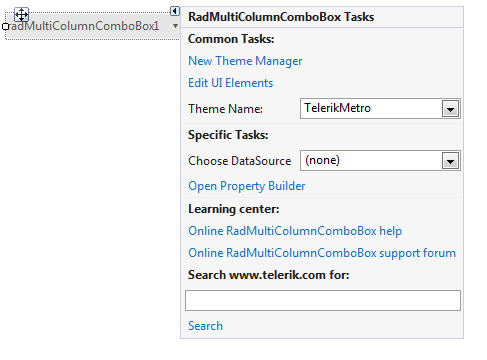 radMultiColumnComboBox1
RadMultiColumnComboBox Tasks
Common Tasks:
New Theme Manager
Edit UI Elements
Theme Name: TelerikMetro
Specific Tasks:
Choose DataSource (none)
Open Property Builder
Learning center:
Online RadMultiColumnComboBox help
Online RadMultiColumnComboBox support forum
Search www.telerik.com for:
Search